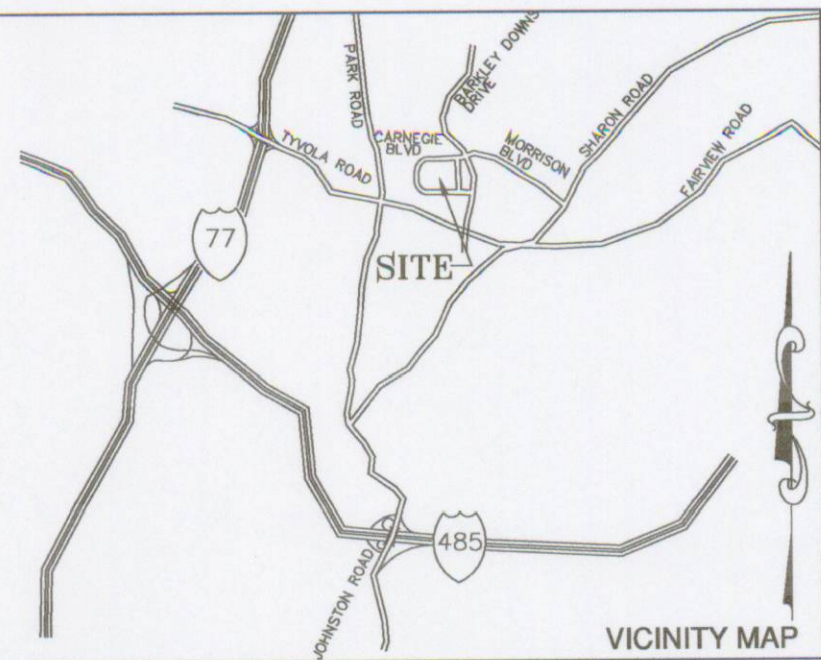 PARK ROAD
BARKLEY DOWNS
DRIVE
SHARON ROAD
FAIRVIEW ROAD
TYVOLA ROAD
CARNEGIE
BLVD
MORRISON
BLVD
77
SITE
485
JOHNSTON ROAD
VICINITY MAP